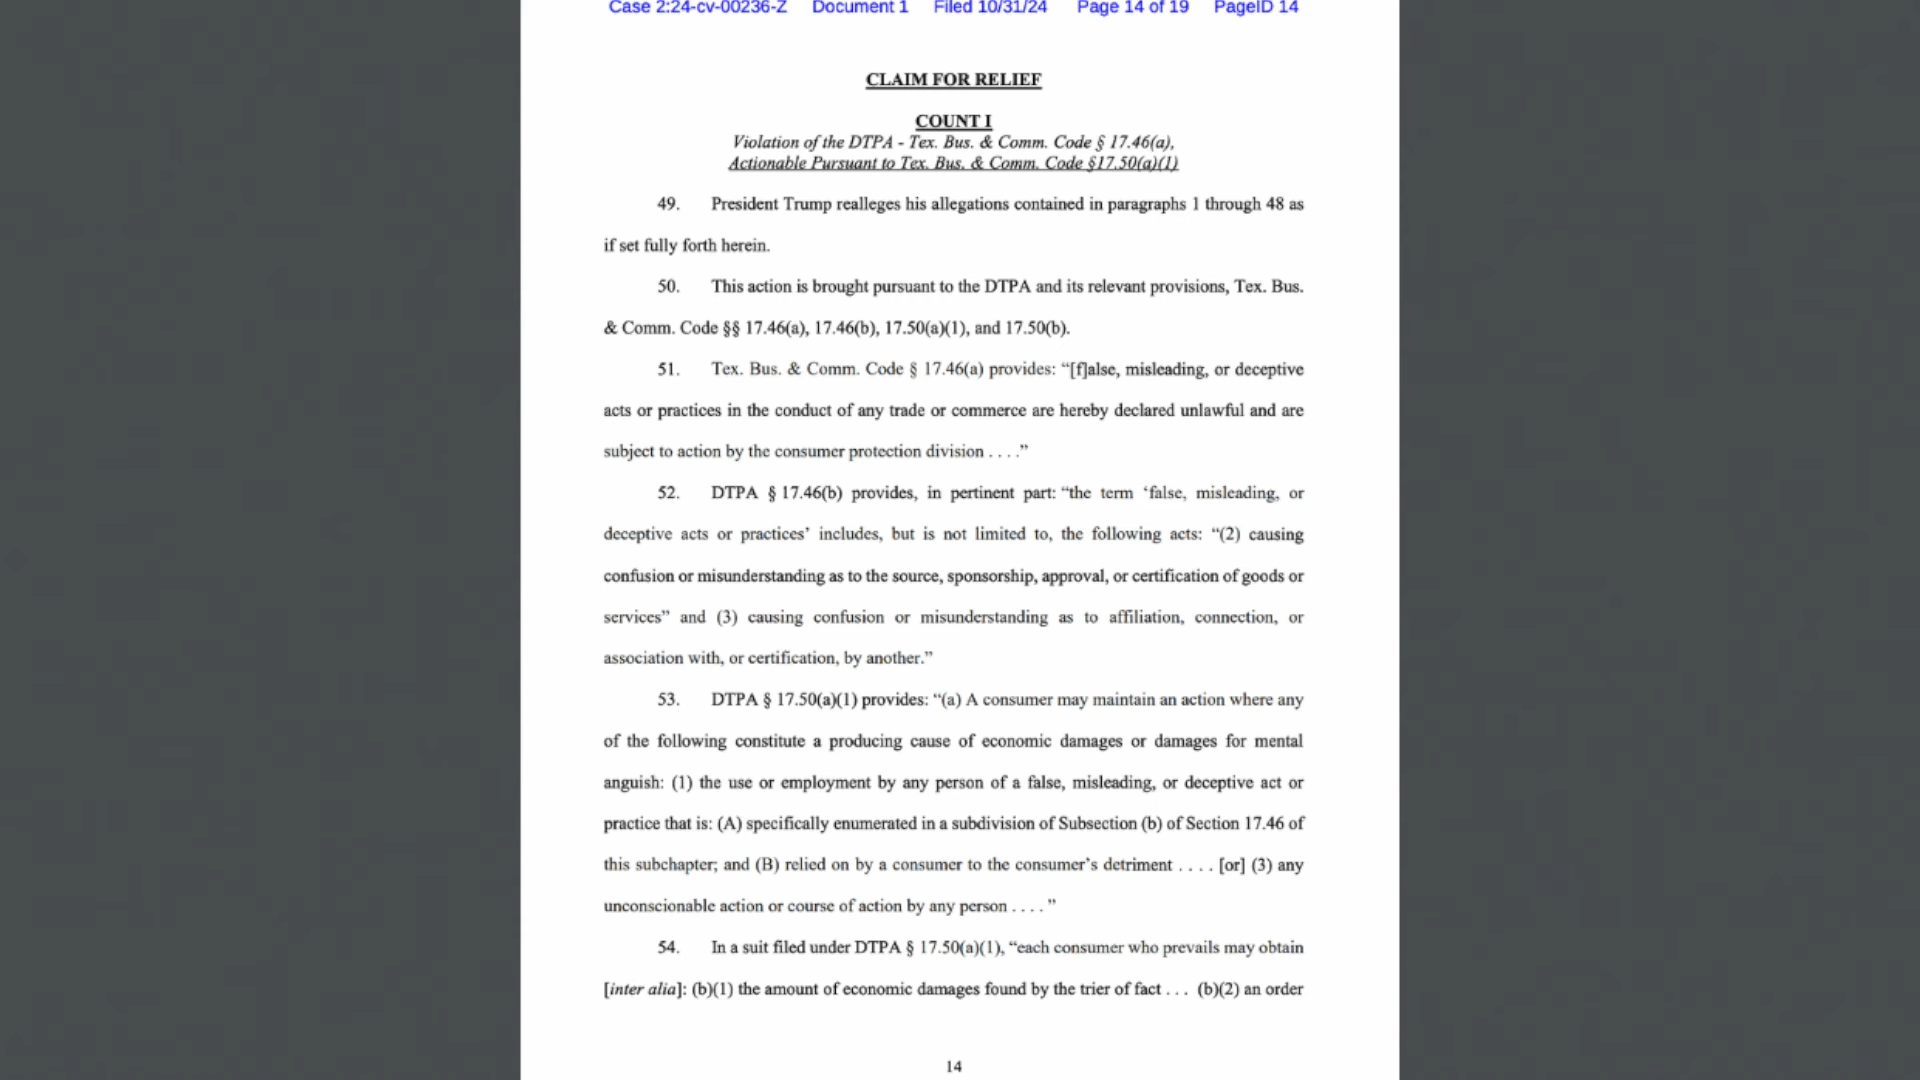 Case 2:24-cv-00236-Z Document 1 Filed 10/31/24 Page 14 of 19 PageID 14
CLAIM FOR RELIEF
COUNT I
Violation of the DTPA - Tex. Bus. & Comm. Code § 17.46(a),
Actionable Pursuant to Tex. Bus. & Comm. Code §17.50(a)(1)
49. President Trump realleges his allegations contained in paragraphs 1 through 48 as
if set fully forth herein.
50. This action is brought pursuant to the DTPA and its relevant provisions, Tex. Bus.
& Comm. Code §§ 17.46(a), 17.46(b), 17.50(a)(1), and 17.50(b).
51. Tex. Bus. & Comm. Code § 17.46(a) provides: “[f]alse, misleading, or deceptive
acts or practices in the conduct of any trade or commerce are hereby declared unlawful and are
subject to action by the consumer protection division . . . .”
52. DTPA § 17.46(b) provides, in pertinent part: “the term ‘false, misleading, or
deceptive acts or practices’ includes, but is not limited to, the following acts: “(2) causing
confusion or misunderstanding as to the source, sponsorship, approval, or certification of goods or
services” and (3) causing confusion or misunderstanding as to affiliation, connection, or
association with, or certification, by another.”
53. DTPA § 17.50(a)(1) provides: “(a) A consumer may maintain an action where any
of the following constitute a producing cause of economic damages or damages for mental
anguish: (1) the use or employment by any person of a false, misleading, or deceptive act or
practice that is: (A) specifically enumerated in a subdivision of Subsection (b) of Section 17.46 of
this subchapter; and (B) relied on by a consumer to the consumer’s detriment . . . . [or] (3) any
unconscionable action or course of action by any person . . . . ”
54. In a suit filed under DTPA § 17.50(a)(1), “each consumer who prevails may obtain
[inter alia]: (b)(1) the amount of economic damages found by the trier of fact . . . (b)(2) an order
14